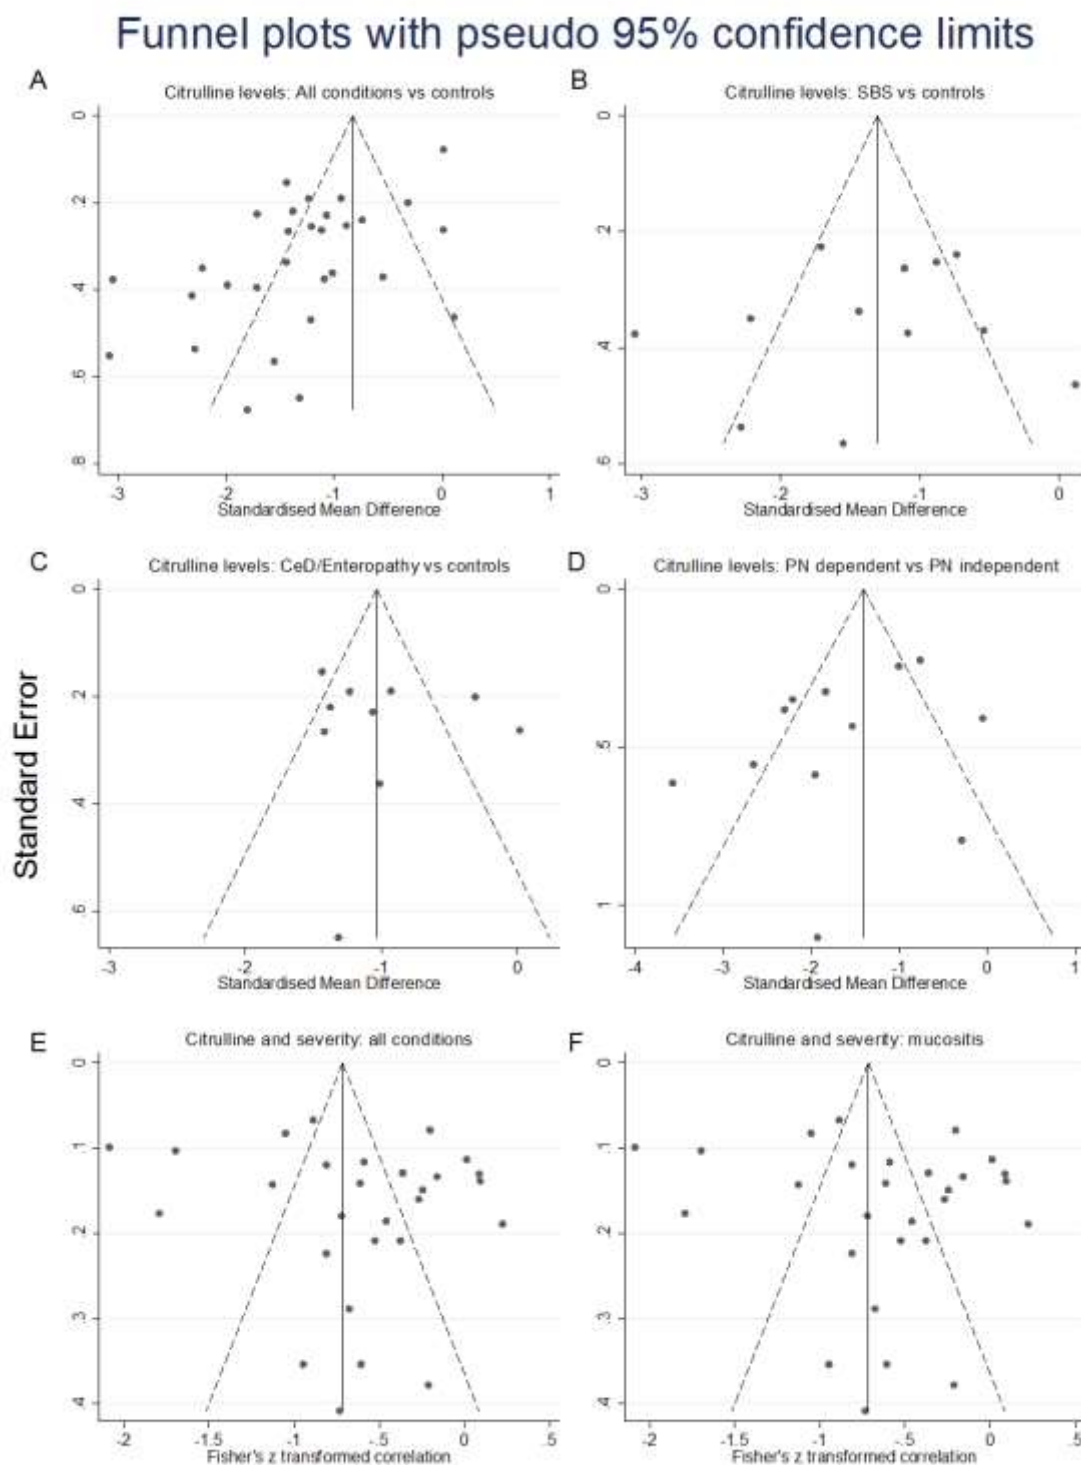 Funnel plots with pseudo 95% confidence limits
A
Citrulline levels: All conditions vs controls
0
.2
.4
.6
.8
-3
-2
-1
0
1
Standardised Mean Difference
B
Citrulline levels: SBS vs controls
0
.2
.4
.6
-3
-2
-1
0
Standardised Mean Difference
C
Citrulline levels: CeD/Enteropathy vs controls
0
.2
.4
.6
-3
-2
-1
0
Standardised Mean Difference
D
Citrulline levels: PN dependent vs PN independent
0
.5
1
-4
-3
-2
-1
0
1
Standardised Mean Difference
Standard Error
E
Citrulline and severity: all conditions
0
.1
.2
.3
.4
-2
-1.5
-1
-.5
0
.5
Fisher's z transformed correlation
F
Citrulline and severity: mucositis
0
.1
.2
.3
.4
-2
-1.5
-1
-.5
0
.5
Fisher's z transformed correlation